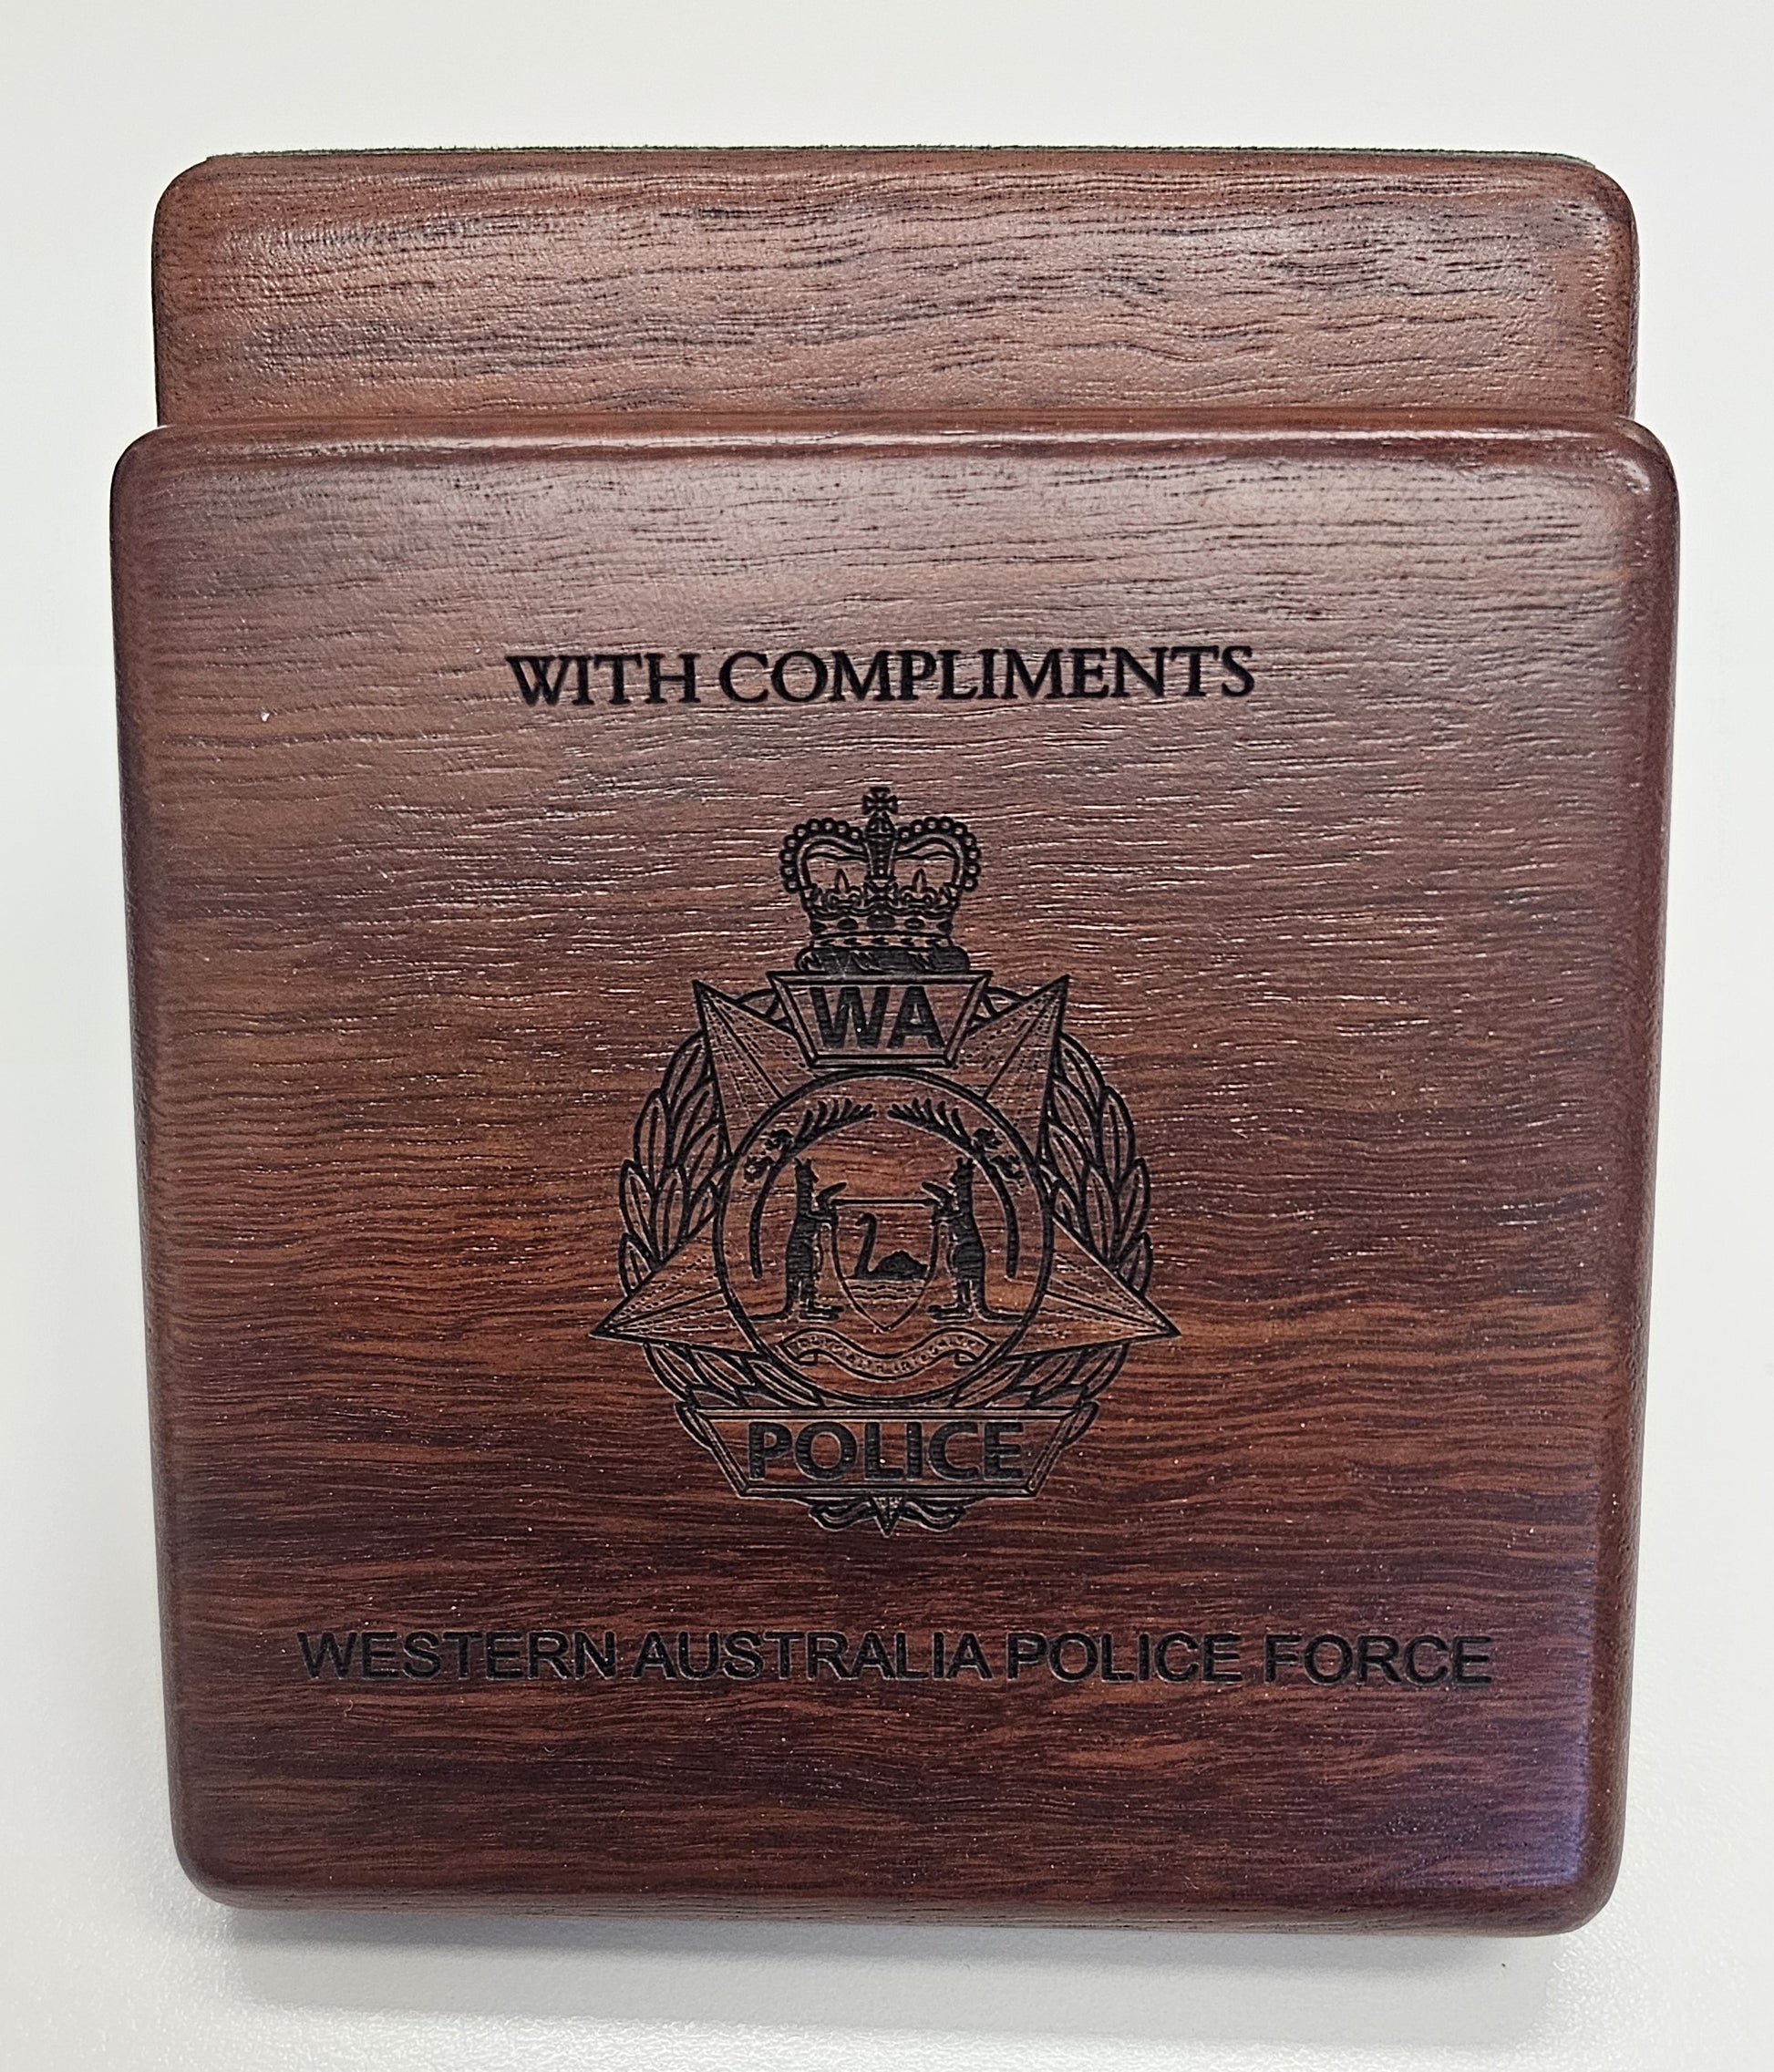 WITH COMPLIMENTS
WA
POLICE
WESTERN AUSTRALIA POLICE FORCE